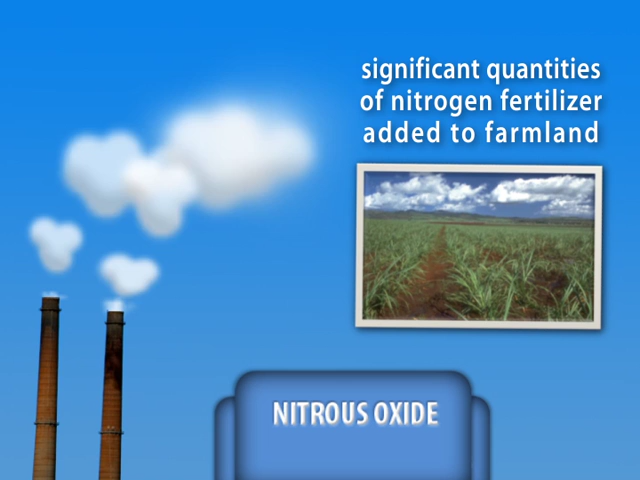 significant quantities
of nitrogen fertilizer
added to farmland
NITROUS OXIDE